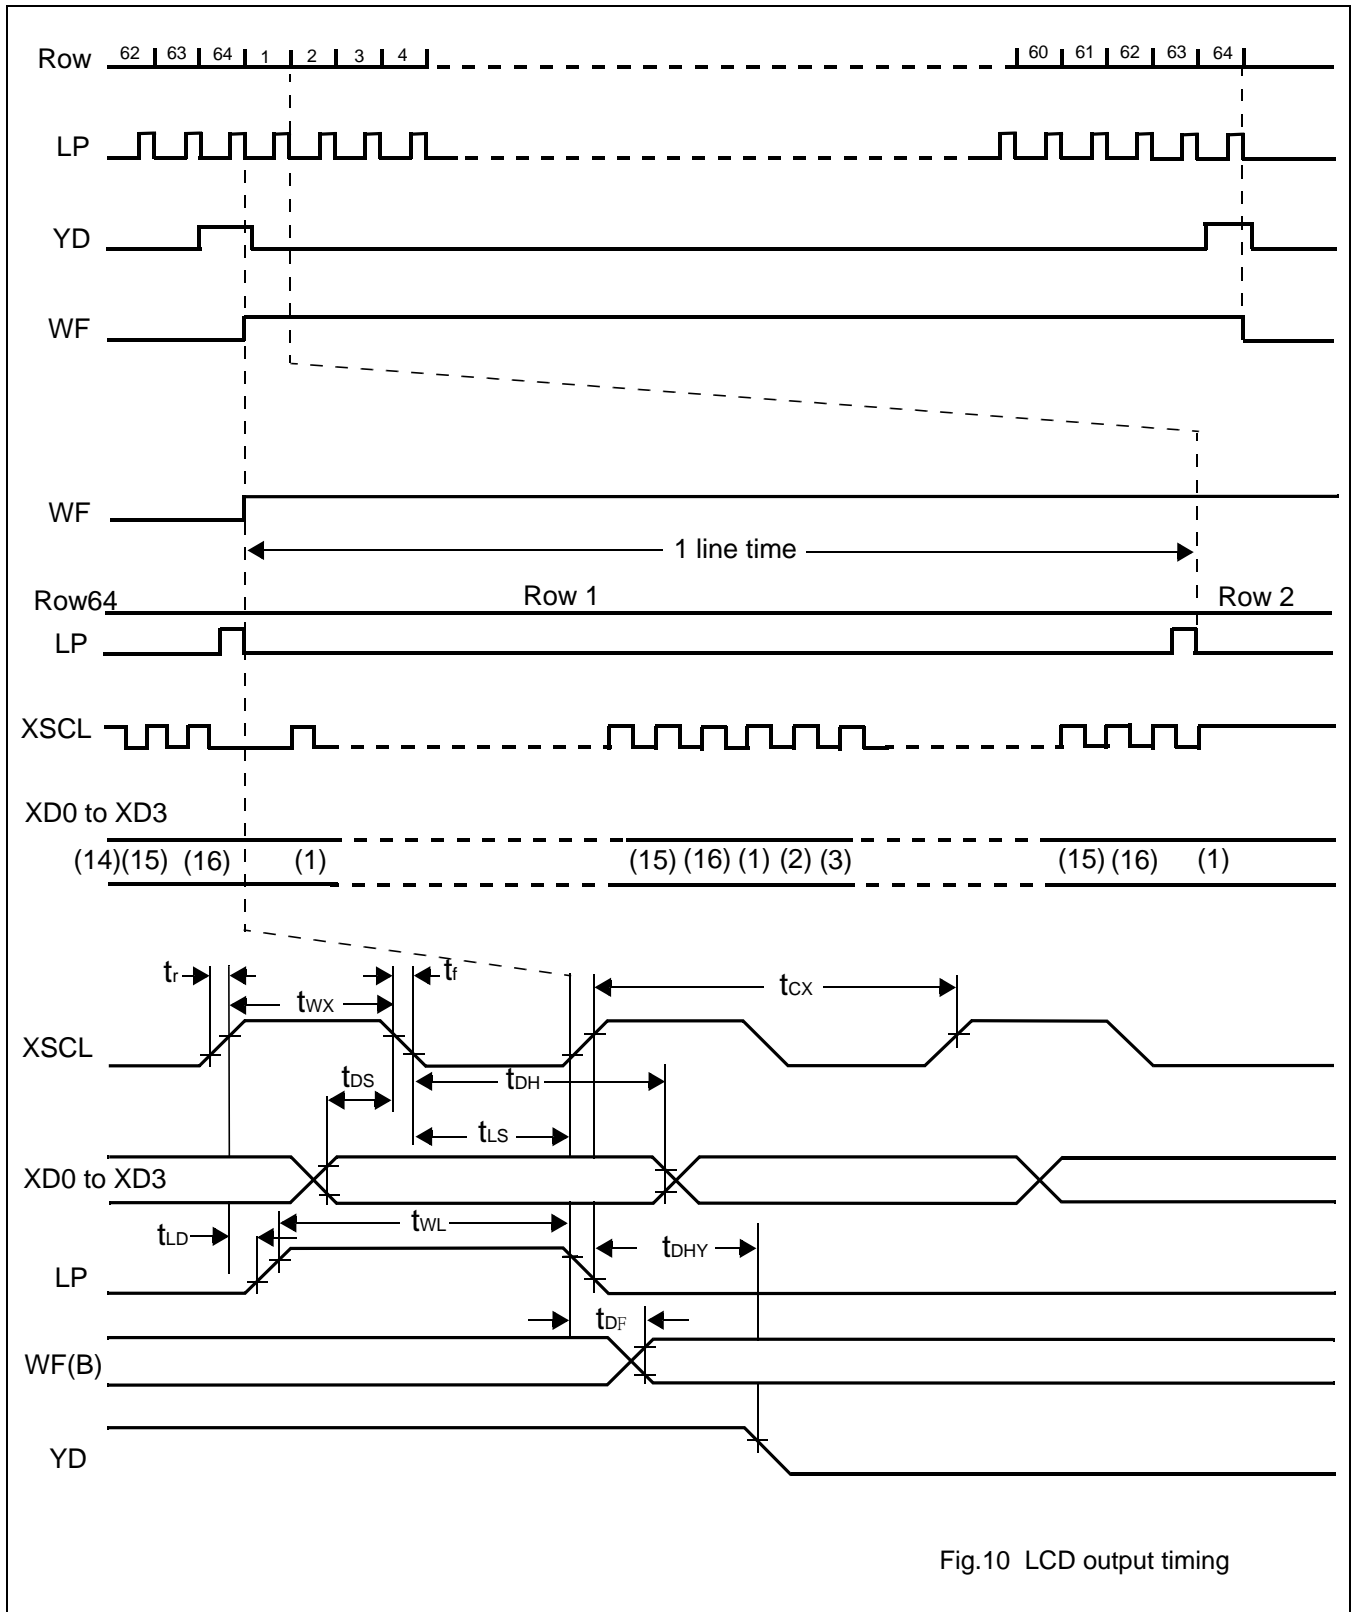 Row 62 63 64 1 2 3 4 60 61 62 63 64
LP
YD
WF
WF
1 line time
Row64 Row 1 Row 2
LP
XSCL
XD0 to XD3
(14)(15) (16) (1) (15) (16) (1) (2) (3) (15) (16) (1)
tr tf
tWX tCX
XSCL
tDS tDH
tLS
XD0 to XD3
tLD tWL
tDHY
LP
tDF
WF(B)
YD
Fig.10 LCD output timing